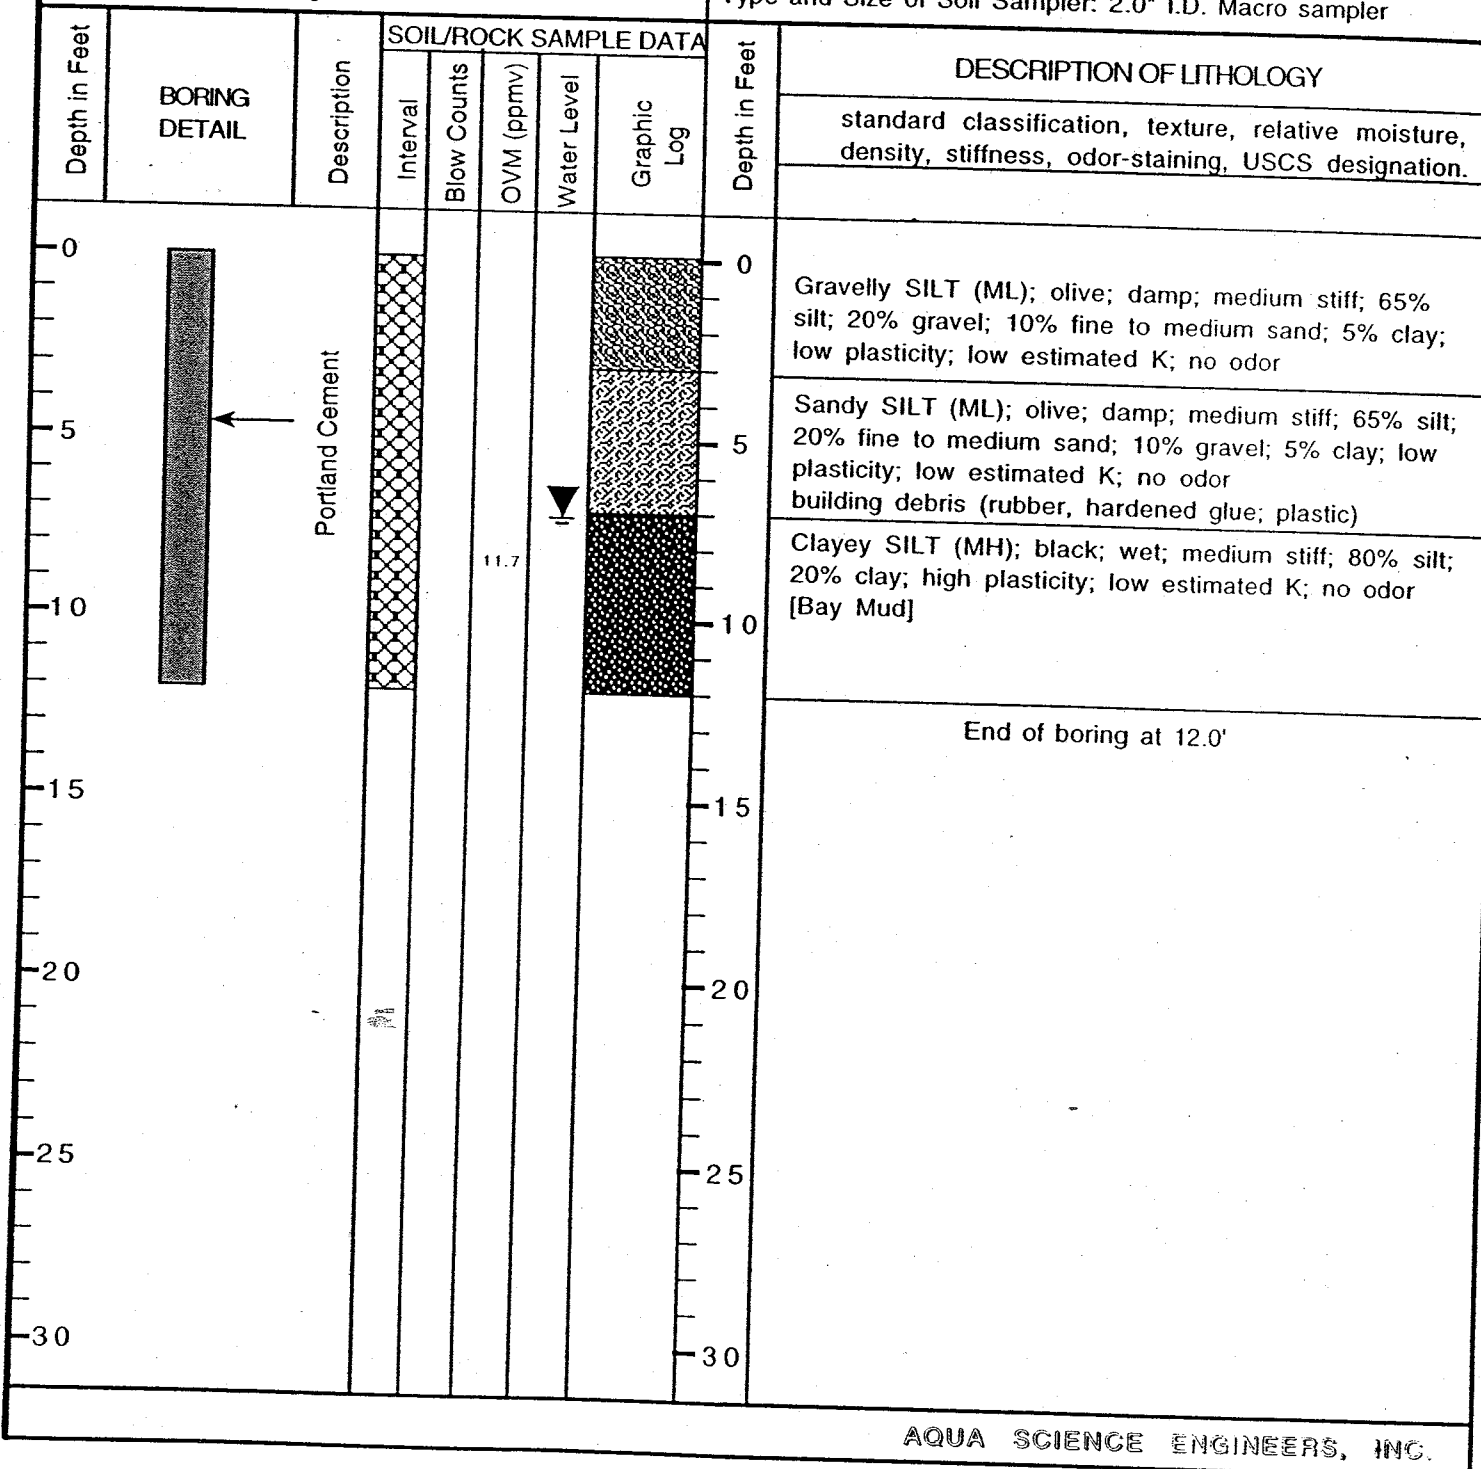 Type and Size of Soil Sampler: 2.0" I.D. Macro sampler
Depth in Feet
BORING
DETAIL
Description
SOIL/ROCK SAMPLE DATA
Interval
Blow Counts
OVM (ppmv)
Water Level
Graphic
Log
Depth in Feet
DESCRIPTION OF LITHOLOGY
standard classification, texture, relative moisture,
density, stiffness, odor-staining, USCS designation.
0
5
10
15
20
25
30
Portland Cement
11.7
0
5
10
15
20
25
30
Gravelly SILT (ML); olive; damp; medium stiff; 65%
silt; 20% gravel; 10% fine to medium sand; 5% clay;
low plasticity; low estimated K; no odor
Sandy SILT (ML); olive; damp; medium stiff; 65% silt;
20% fine to medium sand; 10% gravel; 5% clay; low
plasticity; low estimated K; no odor
building debris (rubber, hardened glue; plastic)
Clayey SILT (MH); black; wet; medium stiff; 80% silt;
20% clay; high plasticity; low estimated K; no odor
[Bay Mud]
End of boring at 12.0'
AQUA SCIENCE ENGINEERS, INC.